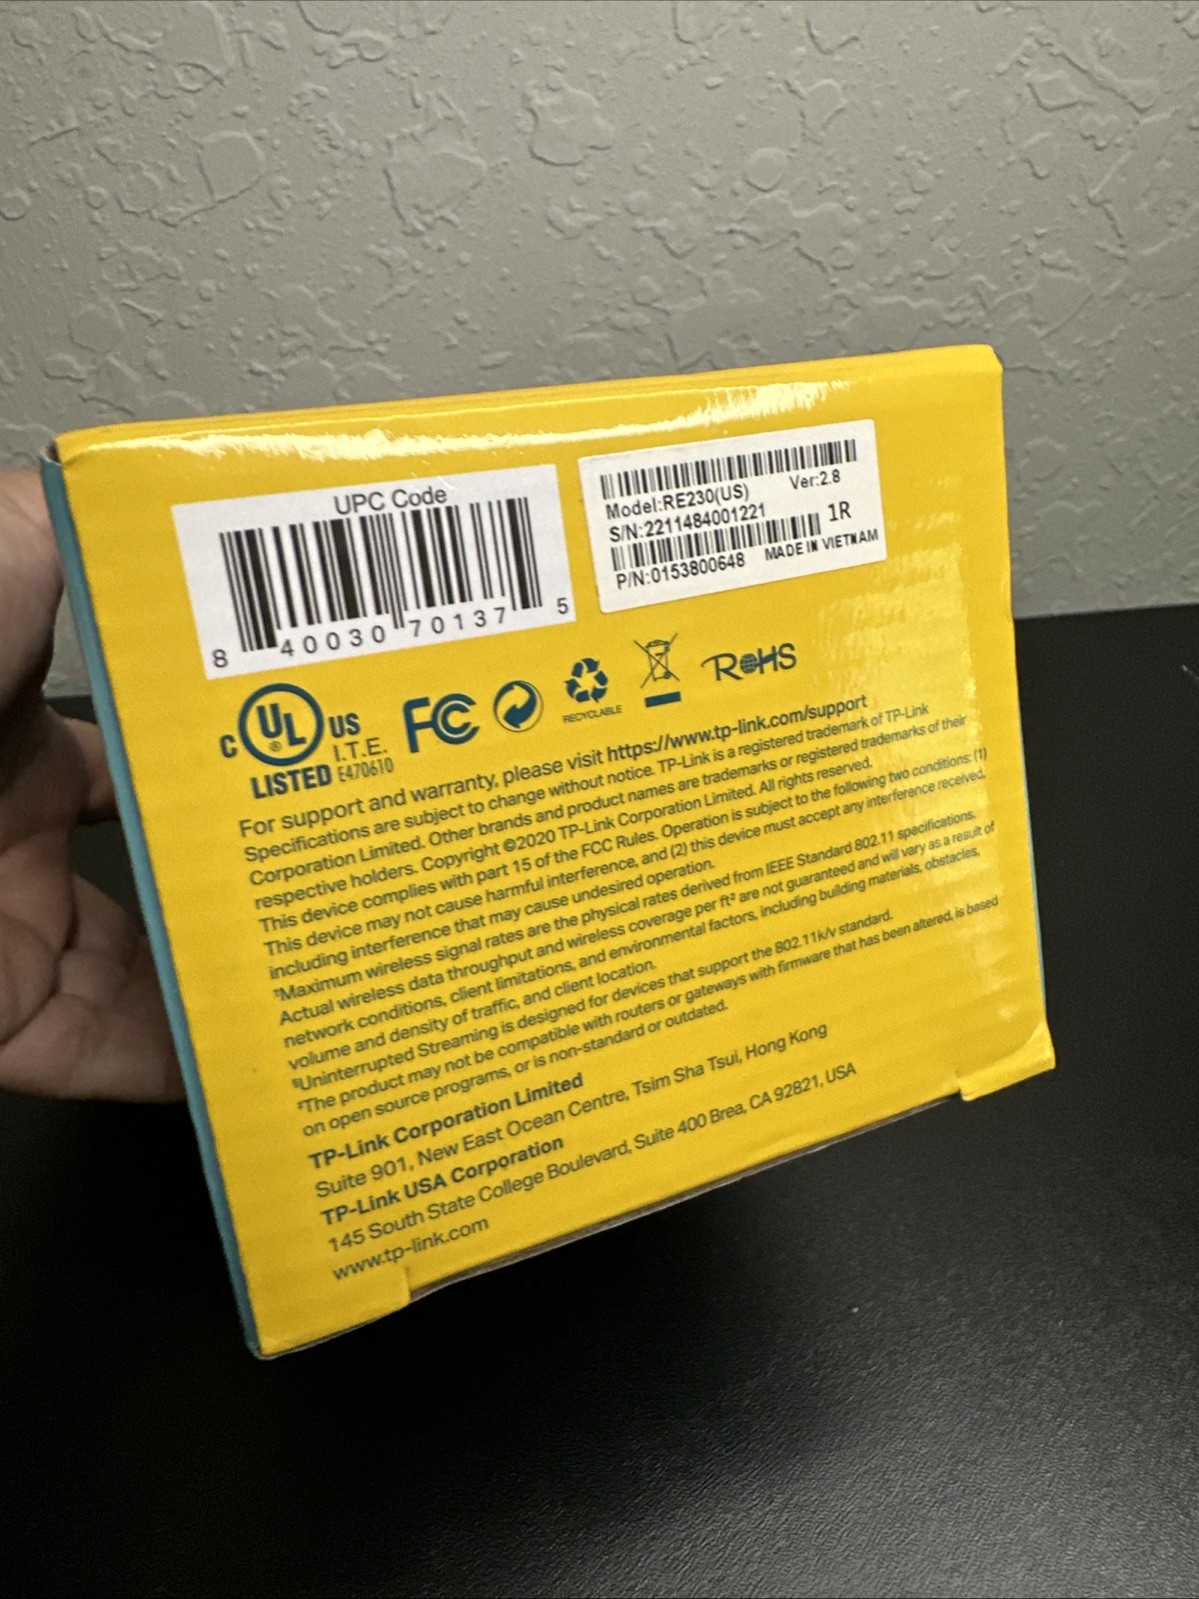 UPC Code
8 40030 70137 5
Model:RE230(US) Ver:2.8
S/N:2211484001221
1R
P/N:0153800648 MADE IN VIETNAM
C UL ® US
LISTED
I.T.E.
E470610
FC
RECYCLABLE
RoHS
For support and warranty, please visit https://www.tp-link.com/support
Specifications are subject to change without notice. TP-Link is a registered trademark of TP-Link
Corporation Limited. Other brands and product names are trademarks or registered trademarks of their
respective holders. Copyright ©2020 TP-Link Corporation Limited. All rights reserved.
This device complies with part 15 of the FCC Rules. Operation is subject to the following two conditions: (1)
This device may not cause harmful interference, and (2) this device must accept any interference received,
including interference that may cause undesired operation.
†Maximum wireless signal rates are the physical rates derived from IEEE Standard 802.11 specifications.
Actual wireless data throughput and wireless coverage per ft² are not guaranteed and will vary as a result of
network conditions, client limitations, and environmental factors, including building materials, obstacles,
volume and density of traffic, and client location.
§Uninterrupted Streaming is designed for devices that support the 802.11k/v standard.
‡The product may not be compatible with routers or gateways with firmware that has been altered, is based
on open source programs, or is non-standard or outdated.
TP-Link Corporation Limited
Suite 901, New East Ocean Centre, Tsim Sha Tsui, Hong Kong
TP-Link USA Corporation
145 South State College Boulevard, Suite 400 Brea, CA 92821, USA
www.tp-link.com